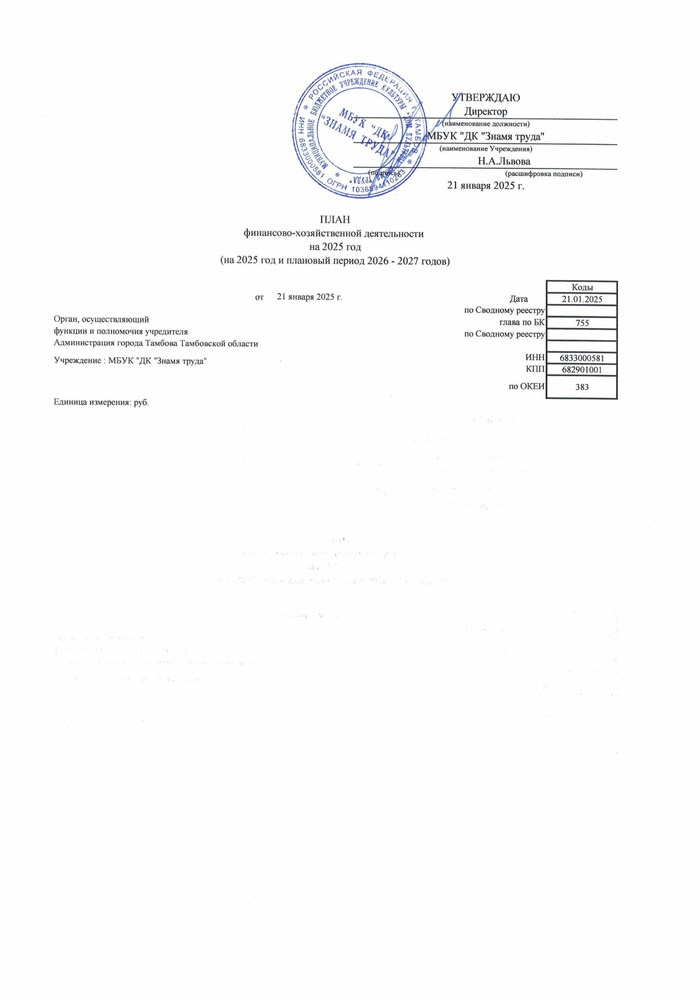 УТВЕРЖДАЮ
Директор
(наименование должности)
МБУК "ДК "Знамя труда"
(наименование Учреждения)
Н.А.Львова
(подпись) (расшифровка подписи)
21 января 2025 г.
* РОССИЙСКАЯ ФЕДЕРАЦИЯ Г. ТАМБОВ *
ИНН 6833000581 ОГРН 1036894110263
* МУНИЦИПАЛЬНОЕ БЮДЖЕТНОЕ УЧРЕЖДЕНИЕ КУЛЬТУРЫ "ДОМ КУЛЬТУРЫ ТРУДА"
МБУК "ДК
"ЗНАМЯ ТРУДА"
ПЛАН
финансово-хозяйственной деятельности
на 2025 год
(на 2025 год и плановый период 2026 - 2027 годов)
Коды
от 21 января 2025 г. Дата 21.01.2025
по Сводному реестру
Орган, осуществляющий глава по БК 755
функции и полномочия учредителя по Сводному реестру
Администрация города Тамбова Тамбовской области
Учреждение : МБУК "ДК "Знамя труда" ИНН 6833000581
КПП 682901001
по ОКЕИ 383
Единица измерения: руб.